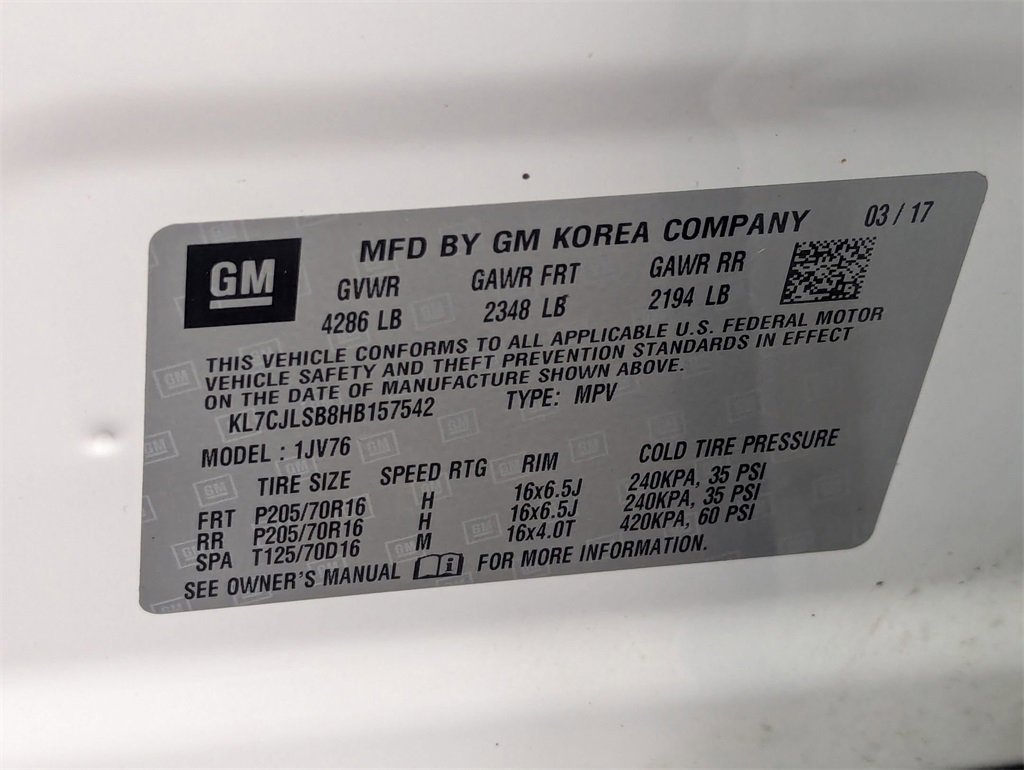 GM
MFD BY GM KOREA COMPANY 03 / 17
GVWR GAWR FRT GAWR RR
4286 LB 2348 LB 2194 LB
THIS VEHICLE CONFORMS TO ALL APPLICABLE U.S. FEDERAL MOTOR
VEHICLE SAFETY AND THEFT PREVENTION STANDARDS IN EFFECT
ON THE DATE OF MANUFACTURE SHOWN ABOVE.
KL7CJLSB8HB157542 TYPE: MPV
MODEL : 1JV76
TIRE SIZE SPEED RTG RIM COLD TIRE PRESSURE
FRT P205/70R16 H 16x6.5J 240KPA, 35 PSI
RR P205/70R16 H 16x6.5J 240KPA, 35 PSI
SPA T125/70D16 M 16x4.0T 420KPA, 60 PSI
SEE OWNER'S MANUAL i FOR MORE INFORMATION.